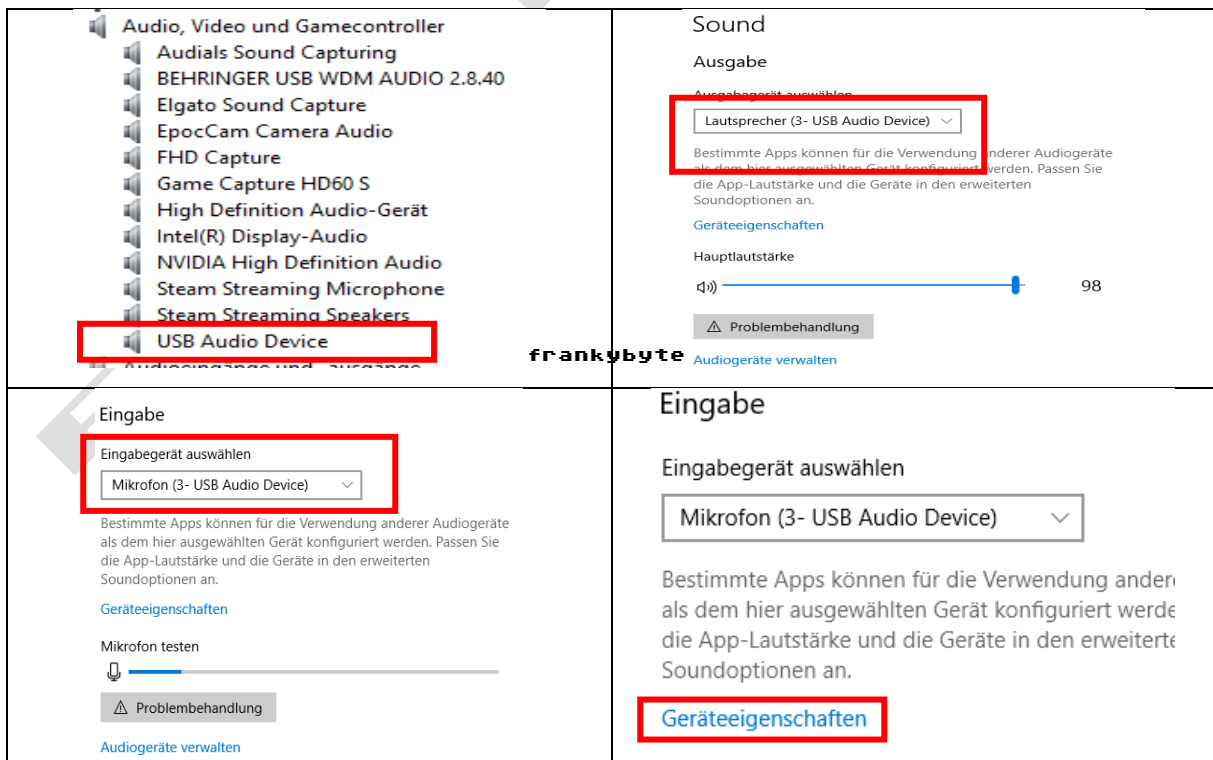 Audio, Video und Gamecontroller
Audials Sound Capturing
BEHRINGER USB WDM AUDIO 2.8.40
Elgato Sound Capture
EpocCam Camera Audio
FHD Capture
Game Capture HD60 S
High Definition Audio-Gerät
Intel(R) Display-Audio
NVIDIA High Definition Audio
Steam Streaming Microphone
Steam Streaming Speakers
USB Audio Device
Audioeingänge und -ausgänge
Sound
Ausgabe
Ausgabegerät auswählen
Lautsprecher (3- USB Audio Device)
Bestimmte Apps können für die Verwendung anderer Audiogeräte
als dem hier ausgewählten Gerät konfiguriert werden. Passen Sie
die App-Lautstärke und die Geräte in den erweiterten
Soundoptionen an.
Geräteeigenschaften
Hauptlautstärke
98
Problembehandlung
Audiogeräte verwalten
frankybyte
Eingabe
Eingabegerät auswählen
Mikrofon (3- USB Audio Device)
Bestimmte Apps können für die Verwendung anderer Audiogeräte
als dem hier ausgewählten Gerät konfiguriert werden. Passen Sie
die App-Lautstärke und die Geräte in den erweiterten
Soundoptionen an.
Geräteeigenschaften
Mikrofon testen
Problembehandlung
Audiogeräte verwalten
Eingabe
Eingabegerät auswählen
Mikrofon (3- USB Audio Device)
Bestimmte Apps können für die Verwendung ander
als dem hier ausgewählten Gerät konfiguriert werde
die App-Lautstärke und die Geräte in den erweiterte
Soundoptionen an.
Geräteeigenschaften